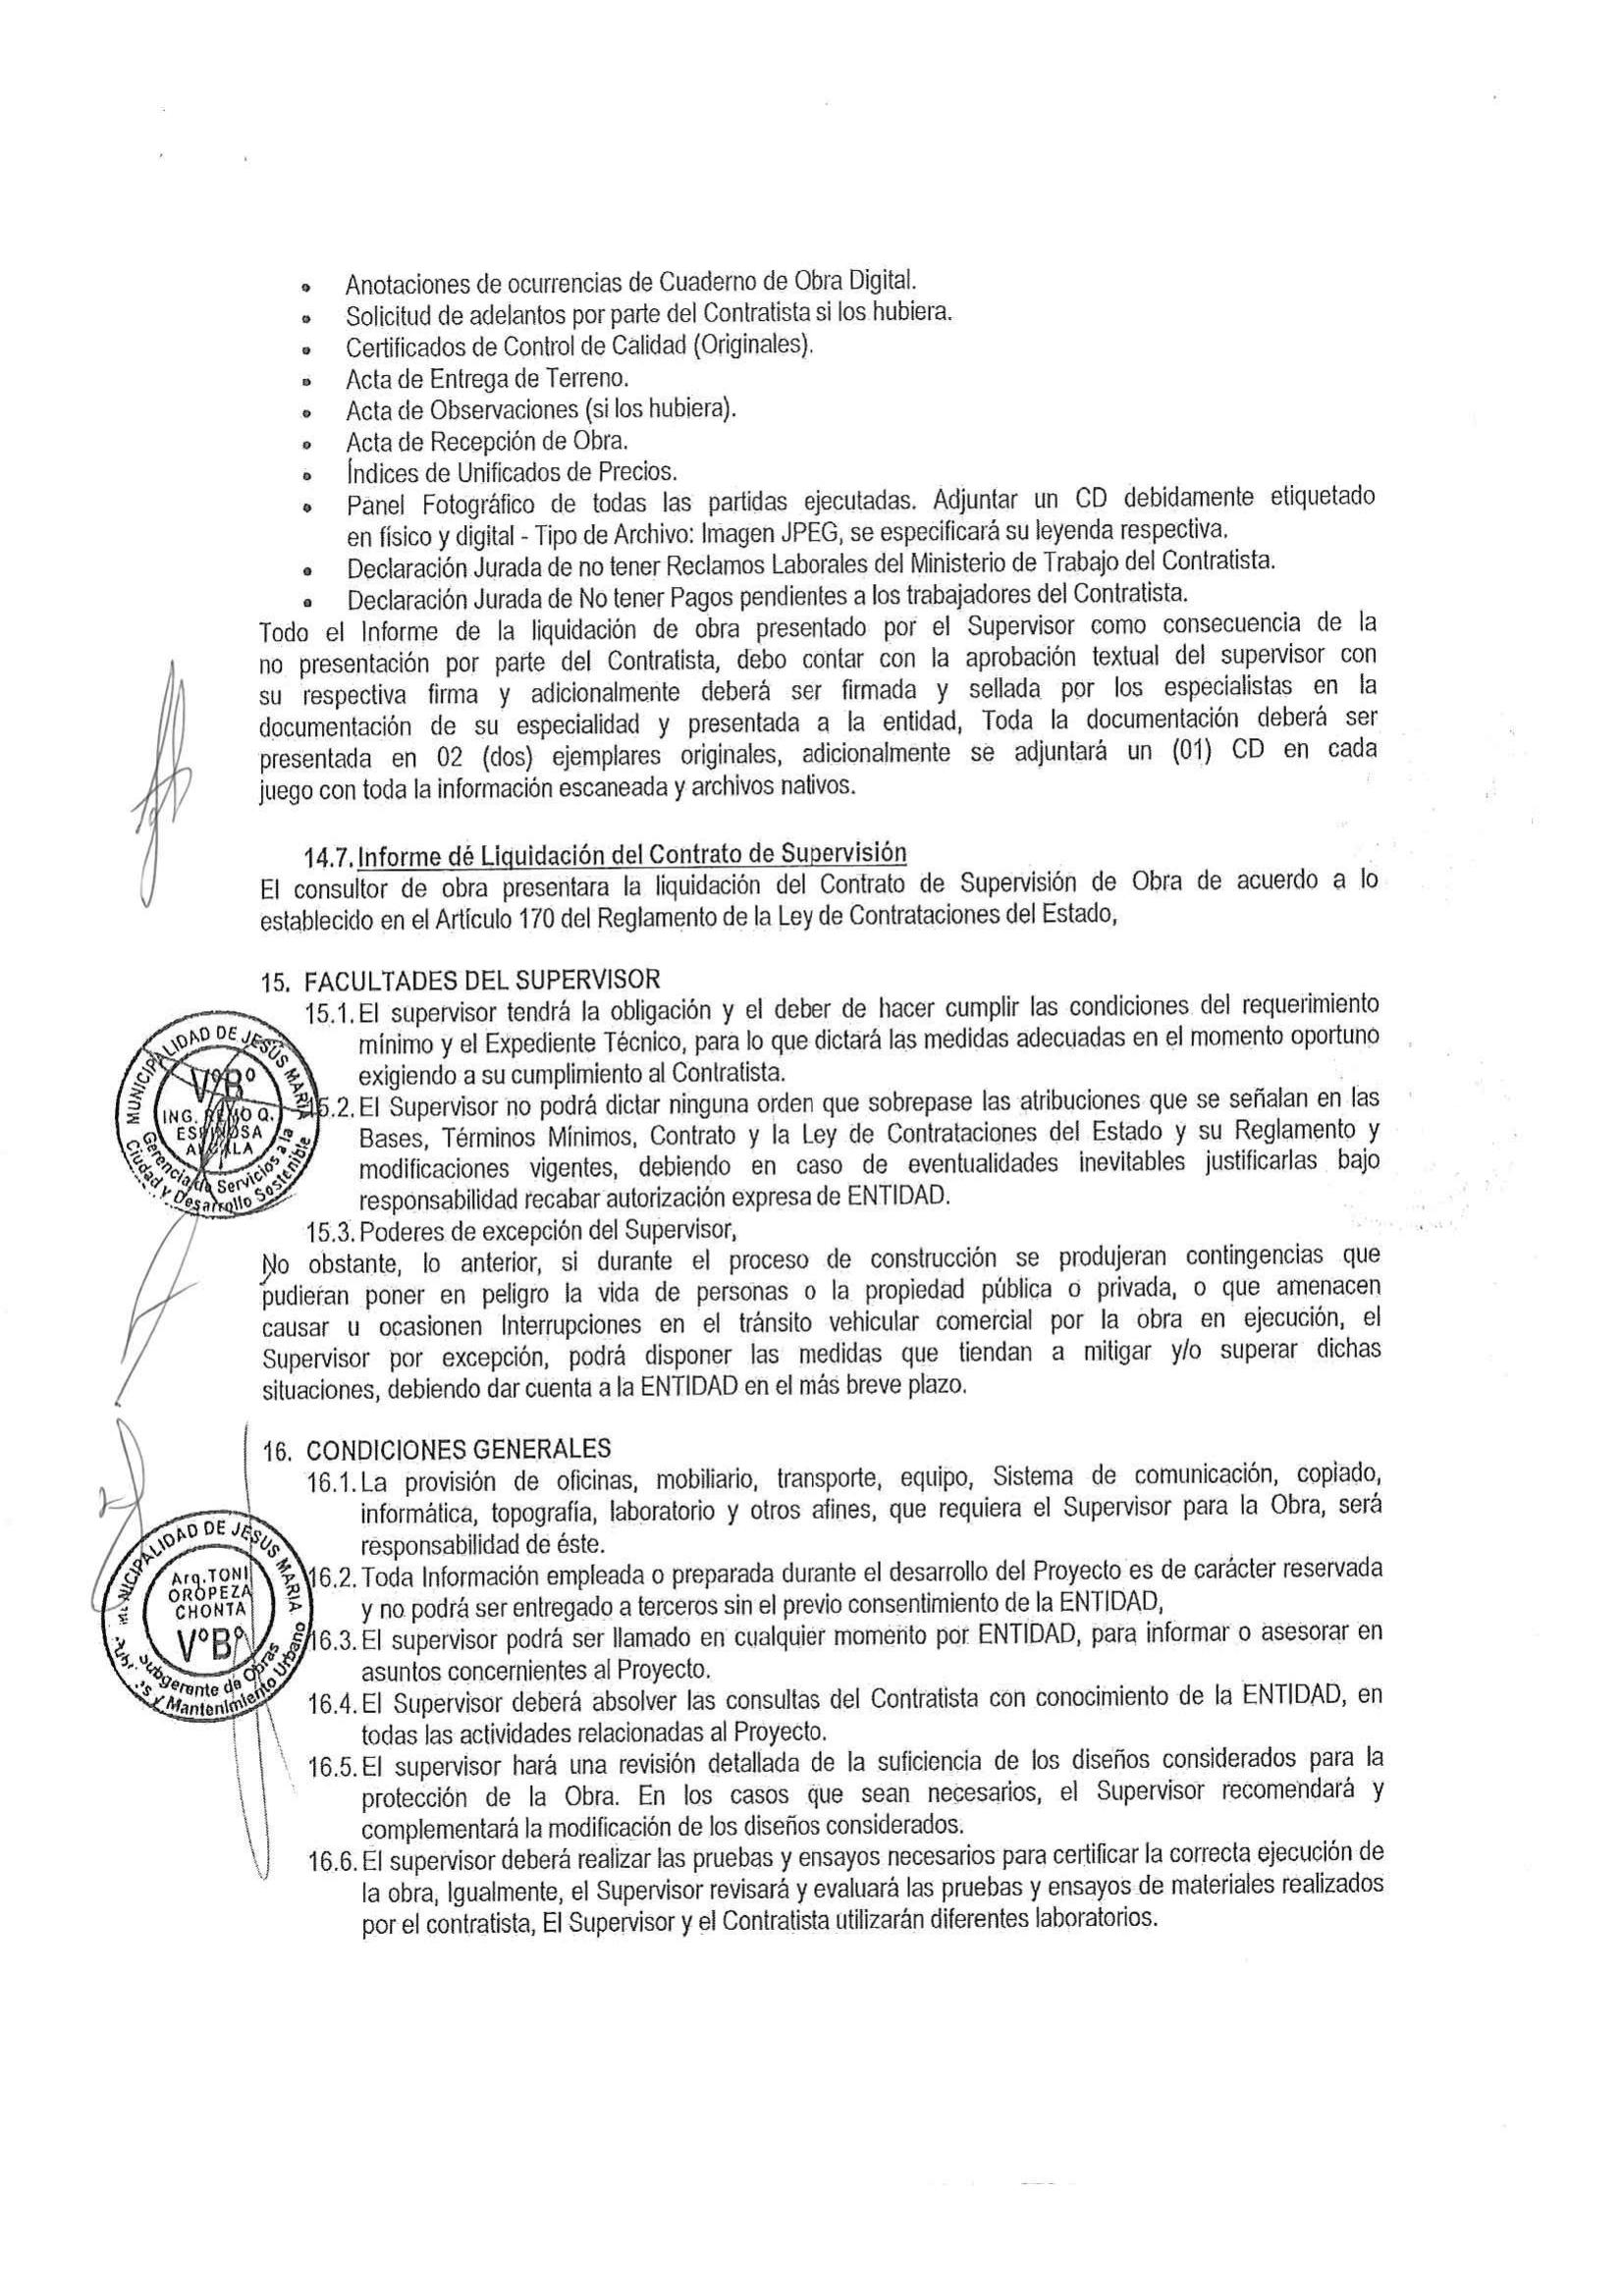 • Anotaciones de ocurrencias de Cuaderno de Obra Digital.
• Solicitud de adelantos por parte del Contratista si los hubiera.
• Certificados de Control de Calidad (Originales).
• Acta de Entrega de Terreno.
• Acta de Observaciones (si los hubiera).
• Acta de Recepción de Obra.
• Índices de Unificados de Precios.
• Panel Fotográfico de todas las partidas ejecutadas. Adjuntar un CD debidamente etiquetado
en físico y digital - Tipo de Archivo: Imagen JPEG, se especificará su leyenda respectiva.
• Declaración Jurada de no tener Reclamos Laborales del Ministerio de Trabajo del Contratista.
• Declaración Jurada de No tener Pagos pendientes a los trabajadores del Contratista.
Todo el Informe de la liquidación de obra presentado por el Supervisor como consecuencia de la
no presentación por parte del Contratista, debo contar con la aprobación textual del supervisor con
su respectiva firma y adicionalmente deberá ser firmada y sellada por los especialistas en la
documentación de su especialidad y presentada a la entidad, Toda la documentación deberá ser
presentada en 02 (dos) ejemplares originales, adicionalmente se adjuntará un (01) CD en cada
juego con toda la información escaneada y archivos nativos.
14.7. Informe dé Liquidación del Contrato de Supervisión
El consultor de obra presentara la liquidación del Contrato de Supervisión de Obra de acuerdo a lo
establecido en el Artículo 170 del Reglamento de la Ley de Contrataciones del Estado,
15. FACULTADES DEL SUPERVISOR
15.1. El supervisor tendrá la obligación y el deber de hacer cumplir las condiciones del requerimiento
mínimo y el Expediente Técnico, para lo que dictará las medidas adecuadas en el momento oportuno
exigiendo a su cumplimiento al Contratista.
15.2. El Supervisor no podrá dictar ninguna orden que sobrepase las atribuciones que se señalan en las
Bases, Términos Mínimos, Contrato y la Ley de Contrataciones del Estado y su Reglamento y
modificaciones vigentes, debiendo en caso de eventualidades inevitables justificarlas bajo
responsabilidad recabar autorización expresa de ENTIDAD.
15.3. Poderes de excepción del Supervisor,
No obstante, lo anterior, si durante el proceso de construcción se produjeran contingencias que
pudieran poner en peligro la vida de personas o la propiedad pública o privada, o que amenacen
causar u ocasionen Interrupciones en el tránsito vehicular comercial por la obra en ejecución, el
Supervisor por excepción, podrá disponer las medidas que tiendan a mitigar y/o superar dichas
situaciones, debiendo dar cuenta a la ENTIDAD en el más breve plazo.
16. CONDICIONES GENERALES
16.1. La provisión de oficinas, mobiliario, transporte, equipo, Sistema de comunicación, copiado,
informática, topografía, laboratorio y otros afines, que requiera el Supervisor para la Obra, será
responsabilidad de éste.
16.2. Toda Información empleada o preparada durante el desarrollo del Proyecto es de carácter reservada
y no podrá ser entregado a terceros sin el previo consentimiento de la ENTIDAD,
16.3. El supervisor podrá ser llamado en cualquier momento por ENTIDAD, para informar o asesorar en
asuntos concernientes al Proyecto.
16.4. El Supervisor deberá absolver las consultas del Contratista con conocimiento de la ENTIDAD, en
todas las actividades relacionadas al Proyecto.
16.5. El supervisor hará una revisión detallada de la suficiencia de los diseños considerados para la
protección de la Obra. En los casos que sean necesarios, el Supervisor recomendará y
complementará la modificación de los diseños considerados.
16.6. El supervisor deberá realizar las pruebas y ensayos necesarios para certificar la correcta ejecución de
la obra, Igualmente, el Supervisor revisará y evaluará las pruebas y ensayos de materiales realizados
por el contratista, El Supervisor y el Contratista utilizarán diferentes laboratorios.
MUNICIPALIDAD DE JESÚS MARÍA
V°B°
ING. Q.
ESPINOSA
Gerencia de Servicios a la
Ciudad y Desarrollo Sostenible
MUNICIPALIDAD DE JESUS MARIA
Arq. TONI
OROPEZA
CHONTA
V°B°
Subgerente de Obras
y Mantenimiento Urbano